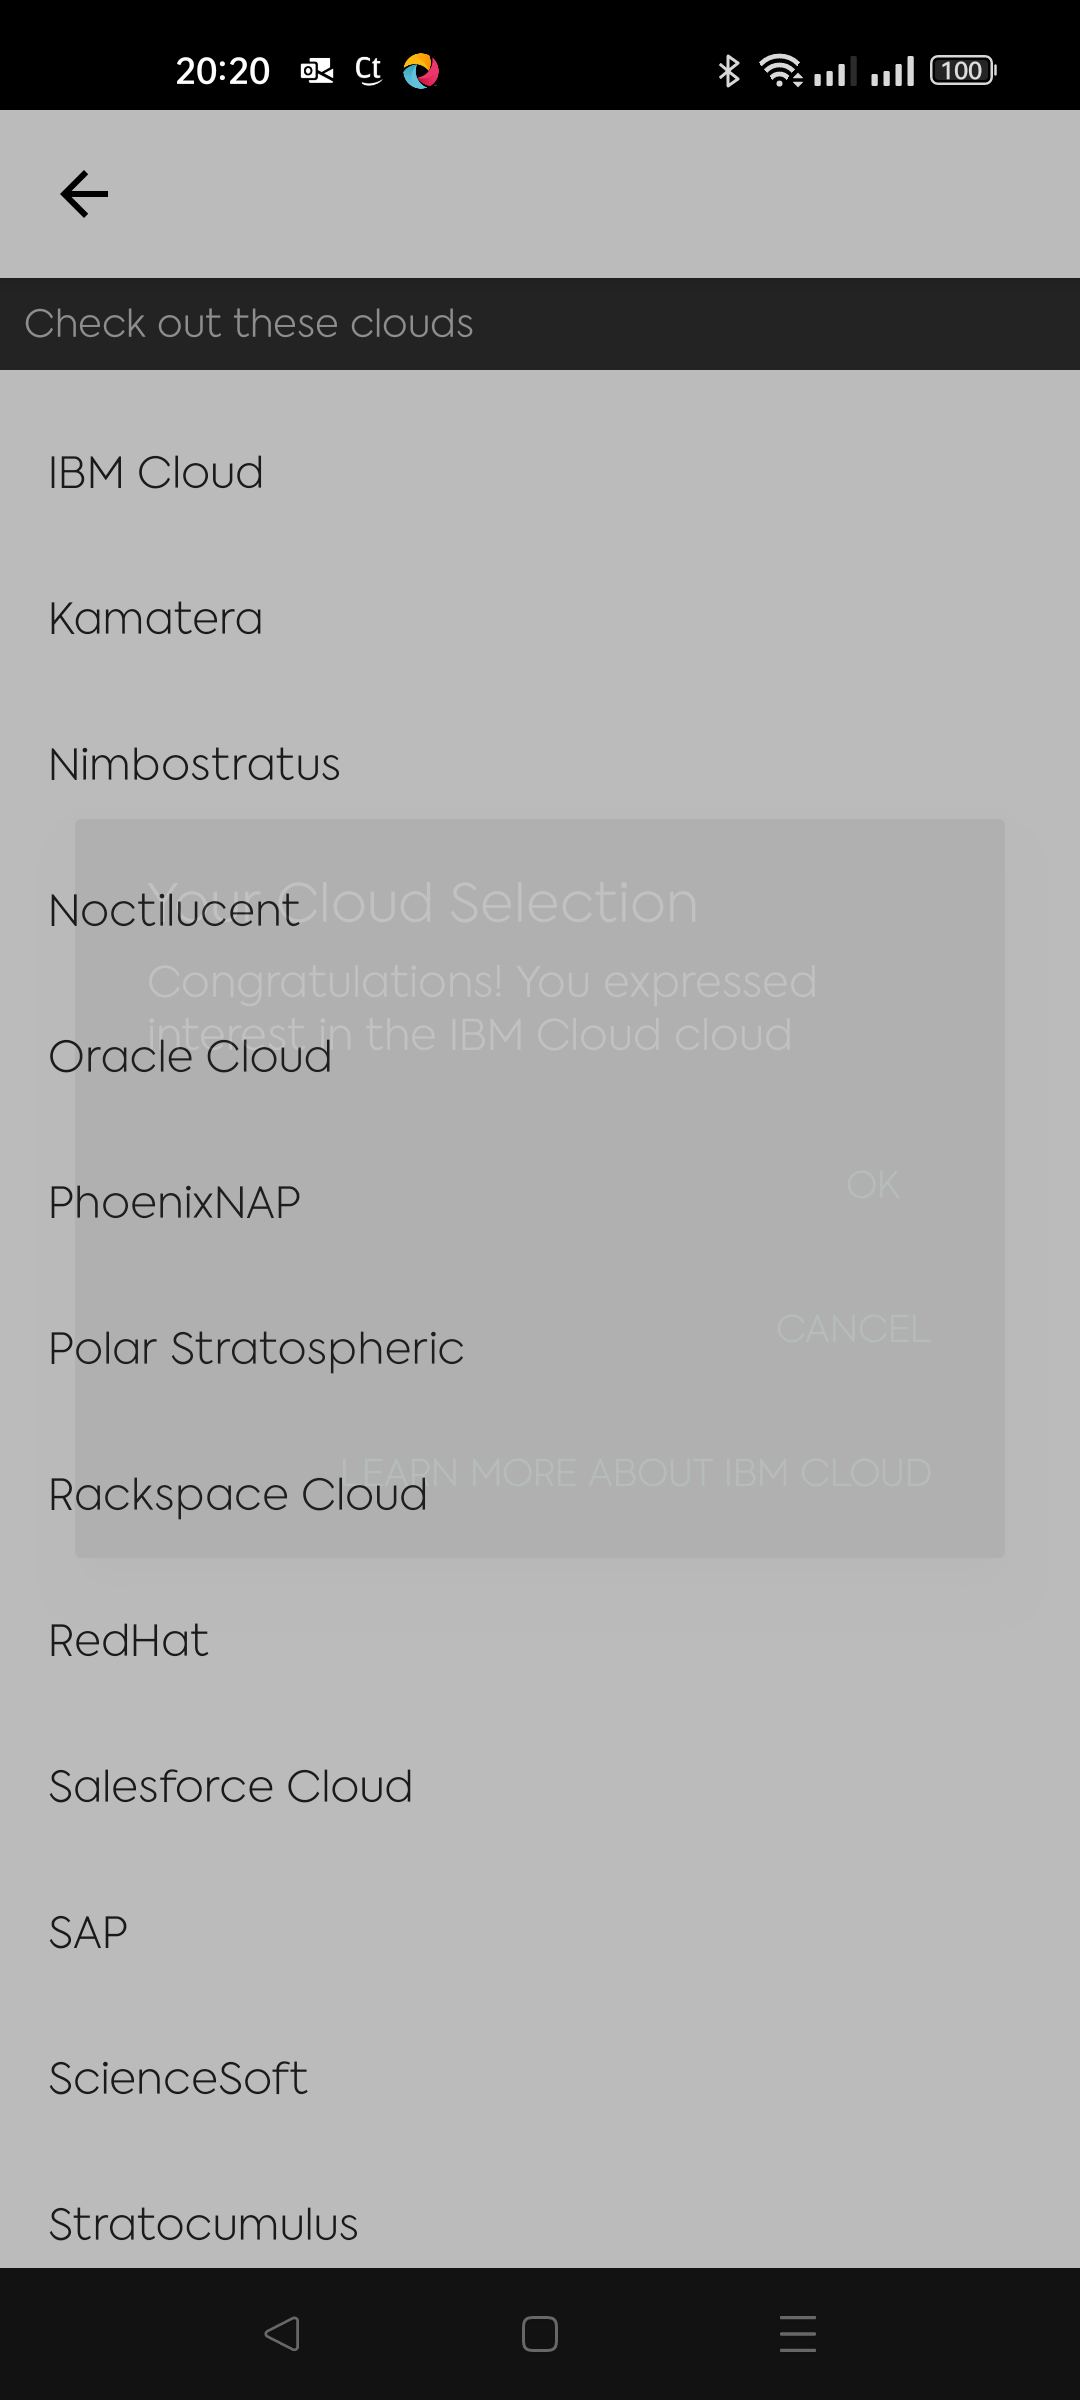 20:20 Ct 100
Check out these clouds
IBM Cloud
Kamatera
Nimbostratus
Your Cloud Selection
Noctilucent
Congratulations! You expressed
interest in the IBM Cloud cloud
Oracle Cloud
OK
PhoenixNAP
CANCEL
Polar Stratospheric
LEARN MORE ABOUT IBM CLOUD
Rackspace Cloud
RedHat
Salesforce Cloud
SAP
ScienceSoft
Stratocumulus